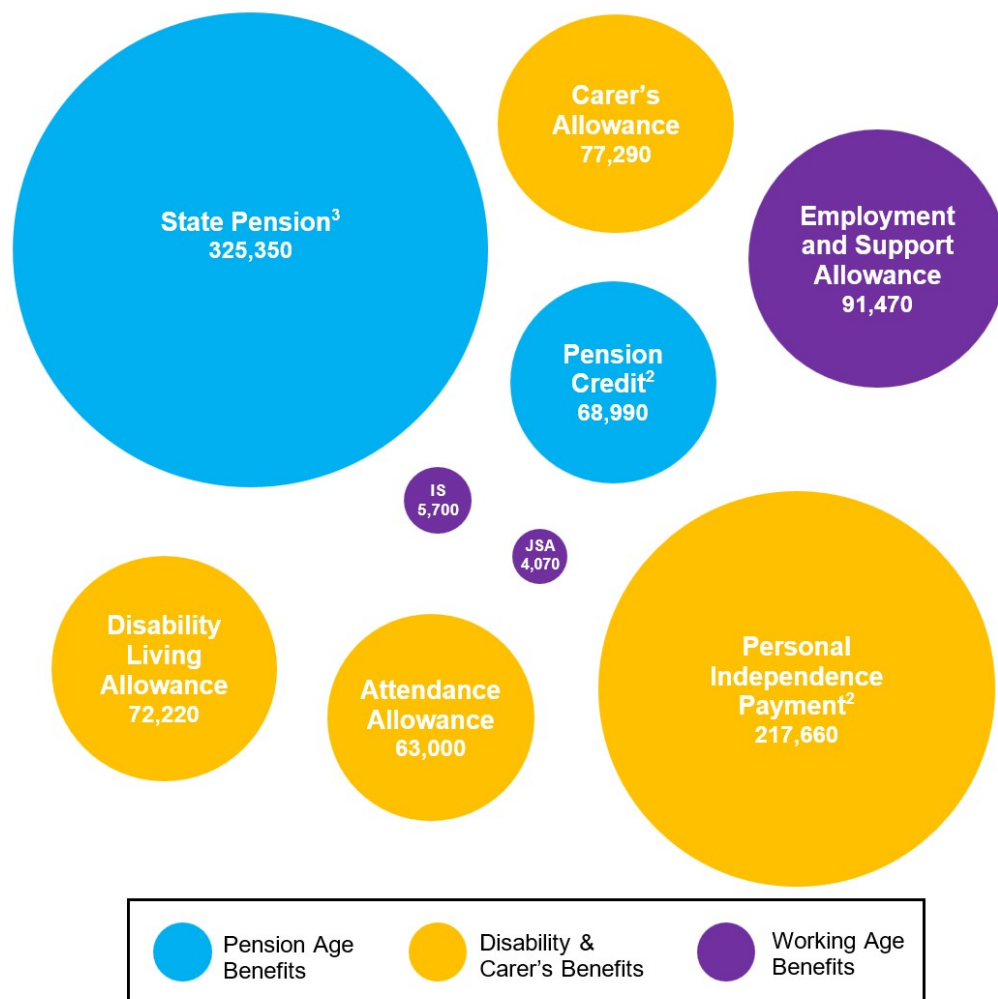 Carer's
Allowance
77,290
State Pension³
325,350
Employment
and Support
Allowance
91,470
Pension
Credit²
68,990
IS
5,700
JSA
4,070
Disability
Living
Allowance
72,220
Attendance
Allowance
63,000
Personal
Independence
Payment²
217,660
Pension Age
Benefits
Disability &
Carer's Benefits
Working Age
Benefits